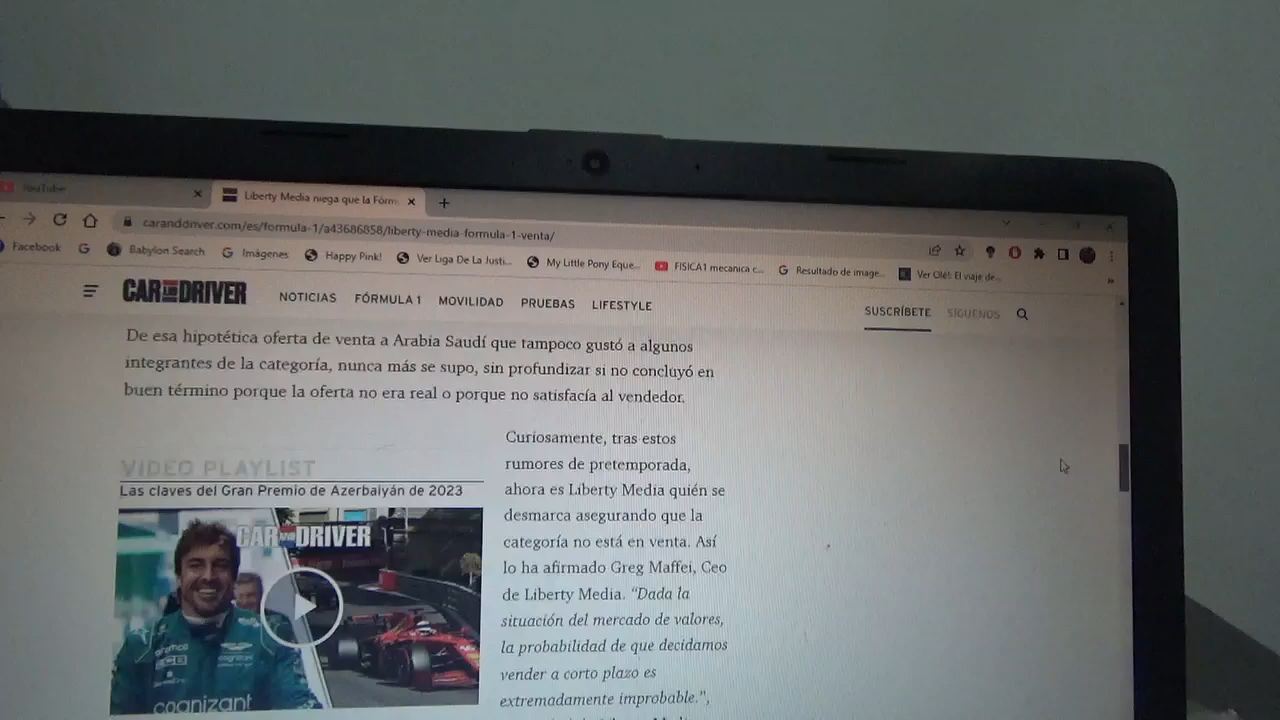 YouTube
Liberty Media niega que la Fórm
caranddriver.com/es/formula-1/a43686858/liberty-media-formula-1-venta/
Facebook
Babylon Search
Imágenes
Happy Pink!
Ver Liga De La Justi...
My Little Pony Eque...
FISICA1 mecanica c...
Resultado de image...
Ver Olé!: El viaje de...
CAR AND DRIVER
NOTICIAS
FÓRMULA 1
MOVILIDAD
PRUEBAS
LIFESTYLE
SUSCRÍBETE
SÍGUENOS
De esa hipotética oferta de venta a Arabia Saudí que tampoco gustó a algunos
integrantes de la categoría, nunca más se supo, sin profundizar si no concluyó en
buen término porque la oferta no era real o porque no satisfacía al vendedor.
VIDEO PLAYLIST
Las claves del Gran Premio de Azerbaiyán de 2023
CAR AND DRIVER
aramco
cognizant
cognizant
Curiosamente, tras estos
rumores de pretemporada,
ahora es Liberty Media quién se
desmarca asegurando que la
categoría no está en venta. Así
lo ha afirmado Greg Maffei, Ceo
de Liberty Media. “Dada la
situación del mercado de valores,
la probabilidad de que decidamos
vender a corto plazo es
extremadamente improbable.”,